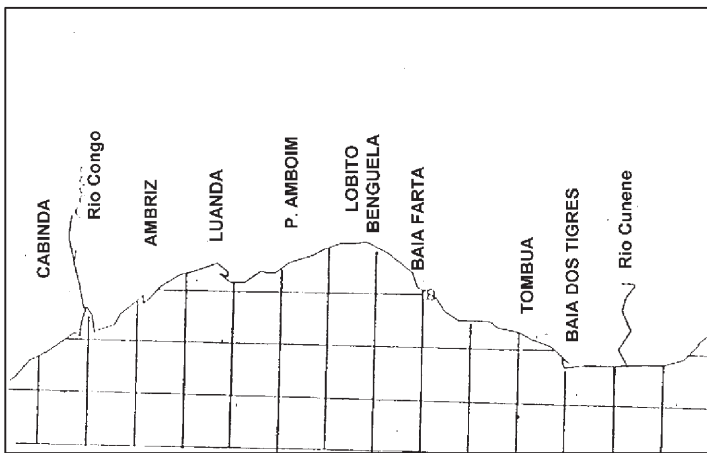 CABINDA
Rio Congo
AMBRIZ
LUANDA
P. AMBOIM
LOBITO
BENGUELA
BAIA FARTA
TOMBUA
BAIA DOS TIGRES
Rio Cunene